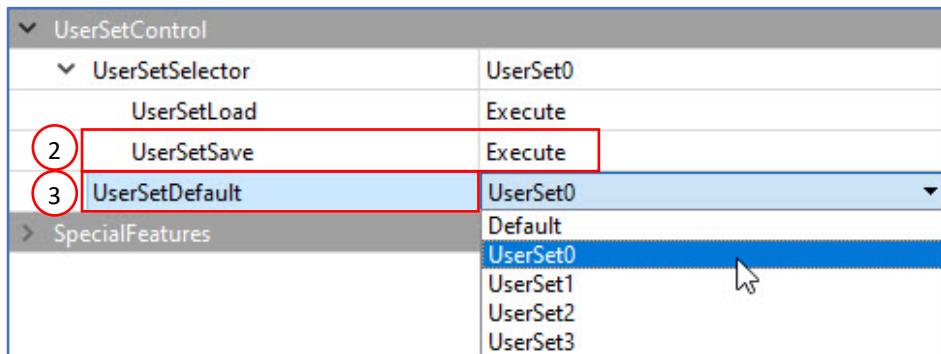 UserSetControl
UserSetSelector UserSet0
UserSetLoad Execute
2 UserSetSave Execute
3 UserSetDefault UserSet0
Default
SpecialFeatures
UserSet0
UserSet1
UserSet2
UserSet3